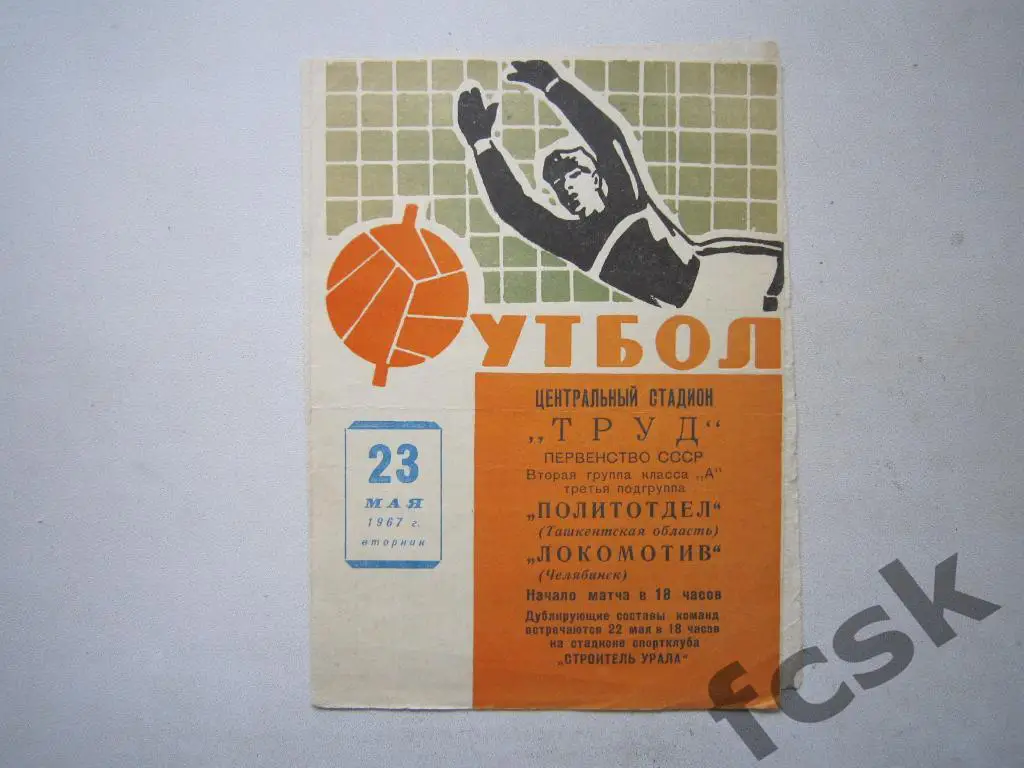 ФУТБОЛ
ЦЕНТРАЛЬНЫЙ СТАДИОН
„ТРУД“
ПЕРВЕНСТВО СССР
Вторая группа класса „А“
третья подгруппа
„ПОЛИТОТДЕЛ“
(Ташкентская область)
„ЛОКОМОТИВ“
(Челябинск)
Начало матча в 18 часов
Дублирующие составы команд
встречаются 22 мая в 18 часов
на стадионе спортклуба
„СТРОИТЕЛЬ УРАЛА“
23
МАЯ
1967 г.
вторник
fcsk